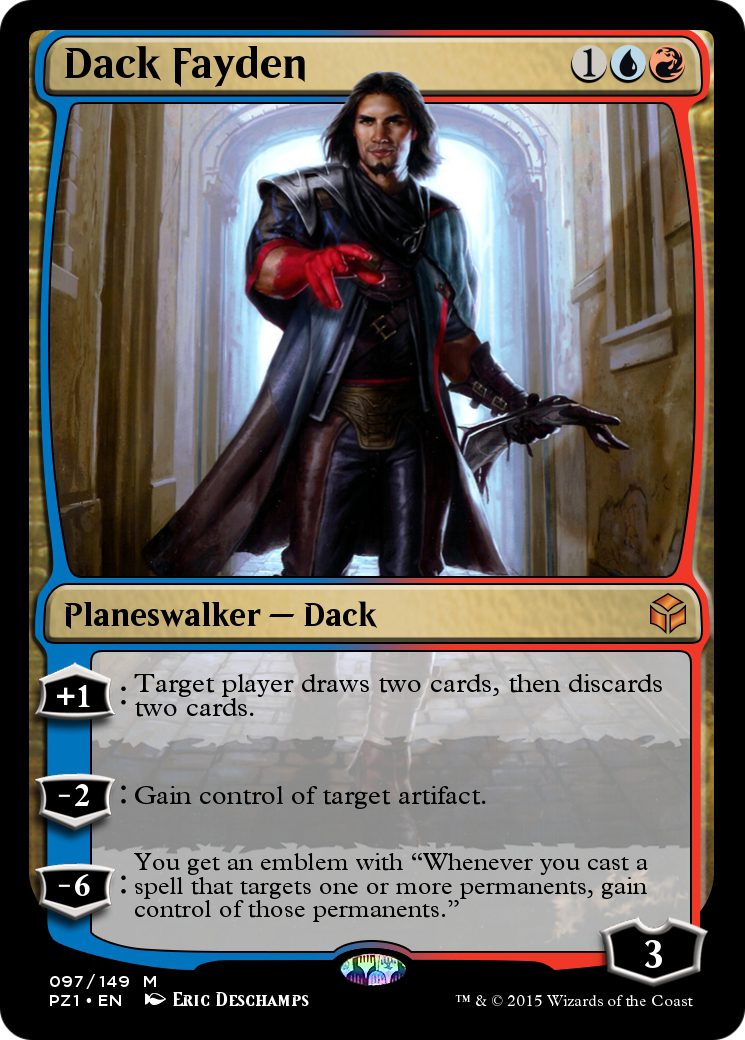 Dack Fayden 1
Planeswalker — Dack
+1 : Target player draws two cards, then discards
two cards.
-2 : Gain control of target artifact.
-6 : You get an emblem with “Whenever you cast a
spell that targets one or more permanents, gain
control of those permanents.”
3
097/149 M
PZ1 • EN Eric Deschamps
™ & © 2015 Wizards of the Coast